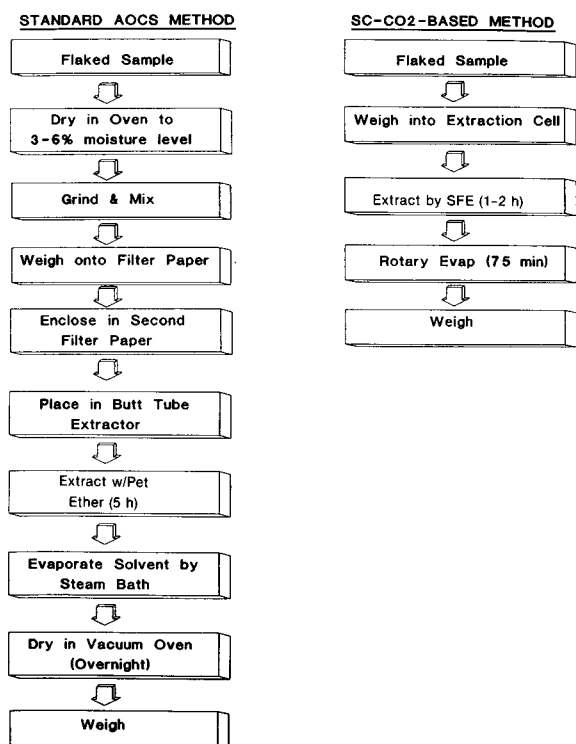 STANDARD AOCS METHOD
Flaked Sample
Dry in Oven to
3-6% moisture level
Grind & Mix
Weigh onto Filter Paper
Enclose in Second
Filter Paper
Place in Butt Tube
Extractor
Extract w/Pet
Ether (5 h)
Evaporate Solvent by
Steam Bath
Dry in Vacuum Oven
(Overnight)
Weigh
SC-CO2-BASED METHOD
Flaked Sample
Weigh into Extraction Cell
Extract by SFE (1-2 h)
Rotary Evap (75 min)
Weigh